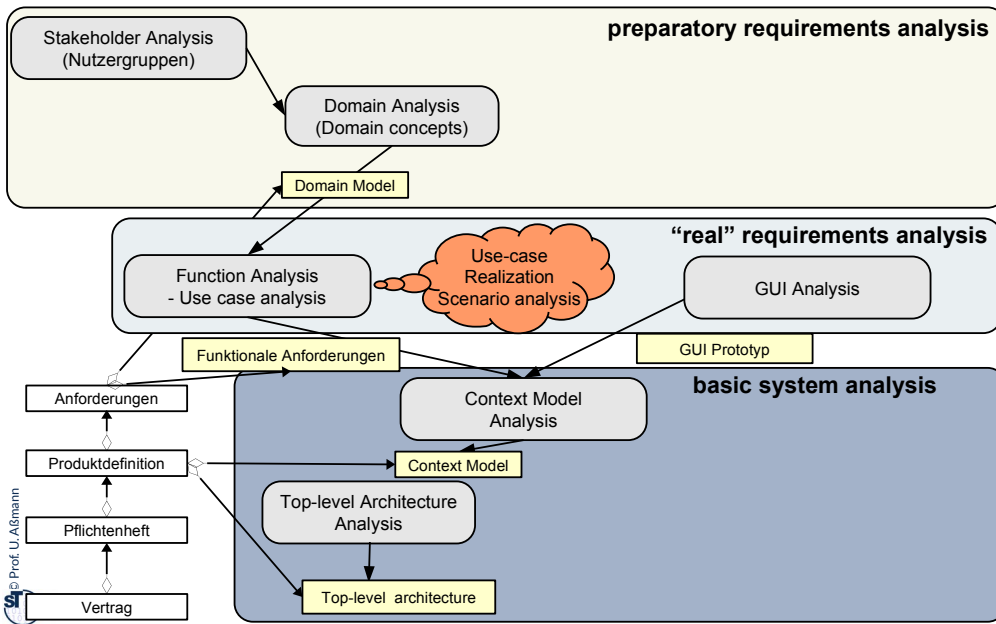 preparatory requirements analysis
Stakeholder Analysis
(Nutzergruppen)
Domain Analysis
(Domain concepts)
Domain Model
“real” requirements analysis
Function Analysis
- Use case analysis
Use-case
Realization
Scenario analysis
GUI Analysis
Funktionale Anforderungen
GUI Prototyp
basic system analysis
Anforderungen
Context Model
Analysis
Produktdefinition
Context Model
Top-level Architecture
Analysis
Pflichtenheft
Top-level architecture
Vertrag
© Prof. U. Aßmann
ST